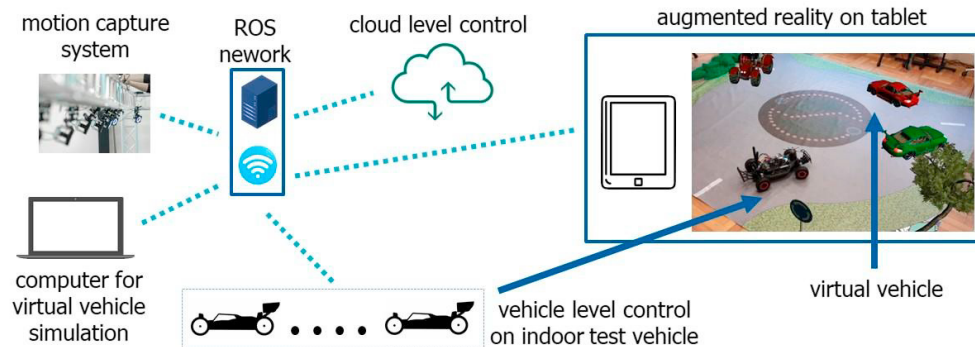 motion capture
system
ROS
nework
cloud level control
augmented reality on tablet
computer for
virtual vehicle
simulation
vehicle level control
on indoor test vehicle
virtual vehicle